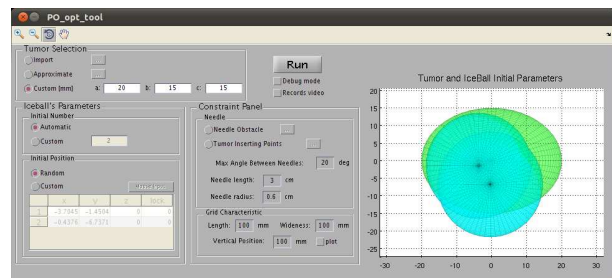 PO_opt_tool
Tumor Selection
Import ...
Approximate ...
Custom [mm] a: 20 b: 15 c: 15
Run
Debug mode
Records video
Iceball's Parameters
Initial Number
Automatic
Custom 2
Initial Position
Random
Custom
x y z lock
1 -3.7045 -1.4594 0 0
2 -0.4379 -6.7371 0 0
Constraint Panel
Needle
Needle Obstacle ...
Tumor Inserting Points ...
Max Angle Between Needles: 20 deg
Needle length: 3 cm
Needle radius: 0.6 cm
Grid Characteristic
Length: 100 mm Wideness: 100 mm
Vertical Position: 100 mm plot
Tumor and IceBall Initial Parameters
20
15
10
5
0
-5
-10
-15
-20
-25
-30 -20 -10 0 10 20 30